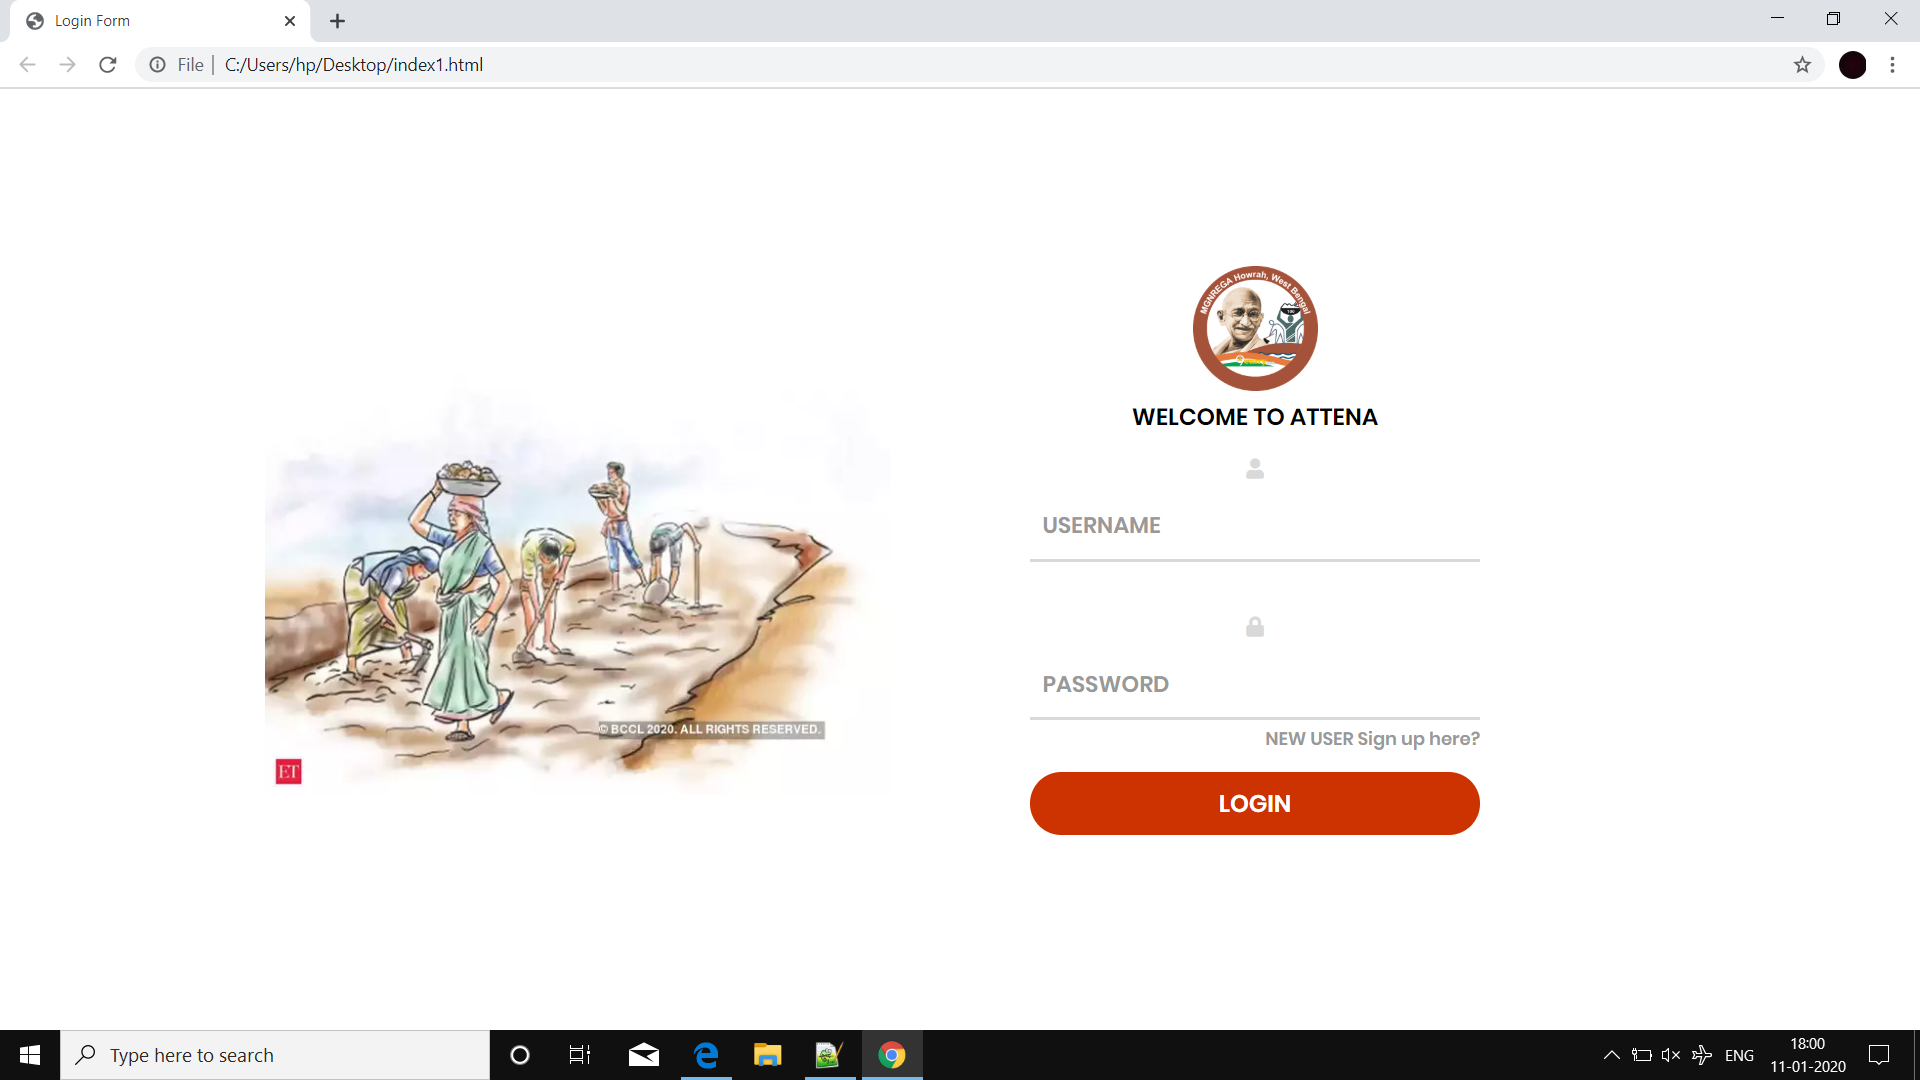 Login Form
File
C:/Users/hp/Desktop/index1.html
MGNREGA Howrah, West Bengal
WELCOME TO ATTENA
USERNAME
PASSWORD
© BCCL 2020. ALL RIGHTS RESERVED.
NEW USER Sign up here?
ET
LOGIN
Type here to search
ENG
18:00
11-01-2020